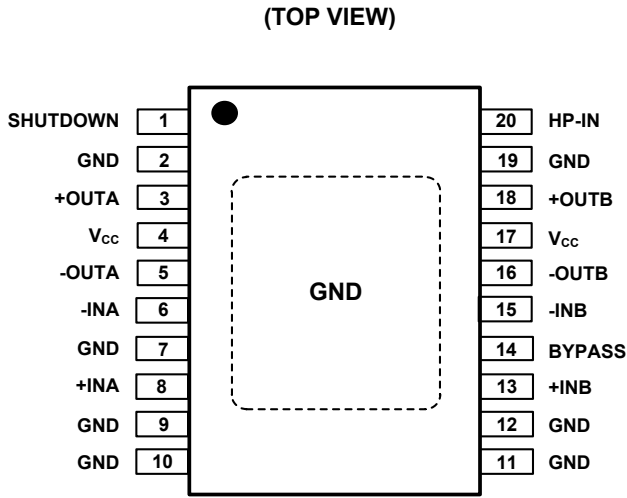 (TOP VIEW)
SHUTDOWN 1 20 HP-IN
GND 2 19 GND
+OUTA 3 18 +OUTB
VCC 4 17 VCC
-OUTA 5 16 -OUTB
GND
-INA 6 15 -INB
GND 7 14 BYPASS
+INA 8 13 +INB
GND 9 12 GND
GND 10 11 GND